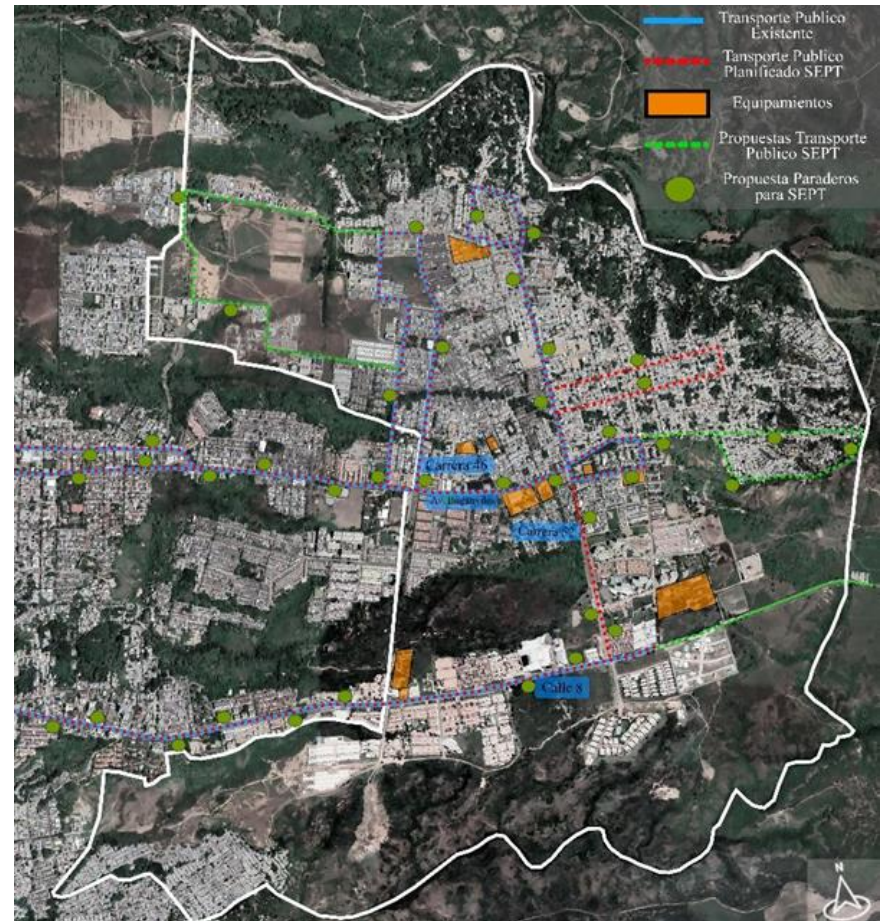 Transporte Publico
Existente
Tansporte Publico
Planificado SEPT
Equipamientos
Propuestas Transporte
Publico SEPT
Propuesta Paraderos
para SEPT
Carrera 46
Calle 8
N